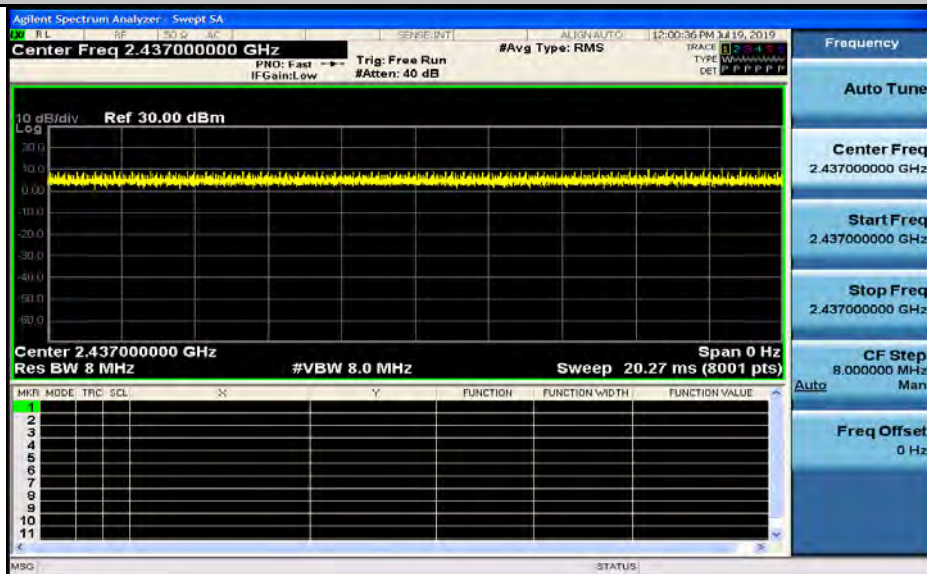 Agilent Spectrum Analyzer - Swept SA
LXI RL RF 50 Ω AC SENSE:INT ALIGN AUTO 12:00:36 PM Jul 19, 2019
Center Freq 2.437000000 GHz
#Avg Type: RMS
TRACE 1 2 3 4 5 6
PNO: Fast
Trig: Free Run
TYPE
IFGain:Low
#Atten: 40 dB
DET P P P P P P
10 dB/div Ref 30.00 dBm
Log
20.0
10.0
0.00
-10.0
-20.0
-30.0
-40.0
-50.0
-60.0
Center 2.437000000 GHz Span 0 Hz
Res BW 8 MHz #VBW 8.0 MHz Sweep 20.27 ms (8001 pts)
MKR MODE TRC SCL X Y FUNCTION FUNCTION WIDTH FUNCTION VALUE
1
2
3
4
5
6
7
8
9
10
11
MSG STATUS
Frequency
Auto Tune
Center Freq
2.437000000 GHz
Start Freq
2.437000000 GHz
Stop Freq
2.437000000 GHz
CF Step
8.000000 MHz
Auto Man
Freq Offset
0 Hz